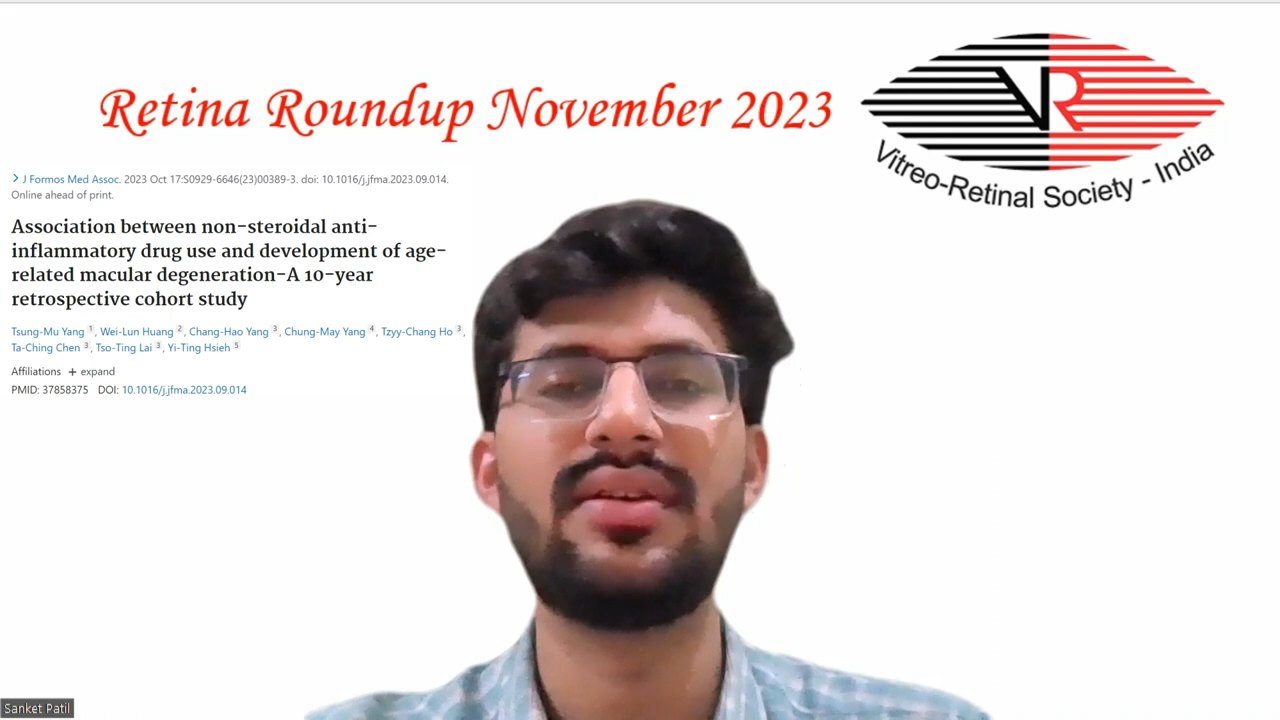 Retina Roundup November 2023
VR
Vitreo-Retinal Society - India
J Formos Med Assoc. 2023 Oct 17:S0929-6646(23)00389-3. doi: 10.1016/j.jfma.2023.09.014.
Online ahead of print.
Association between non-steroidal anti-
inflammatory drug use and development of age-
related macular degeneration-A 10-year
retrospective cohort study
Tsung-Mu Yang 1, Wei-Lun Huang 2, Chang-Hao Yang 3, Chung-May Yang 4, Tzyy-Chang Ho 3,
Ta-Ching Chen 3, Tso-Ting Lai 3, Yi-Ting Hsieh 5
Affiliations + expand
PMID: 37858375 DOI: 10.1016/j.jfma.2023.09.014
Sanket Patil